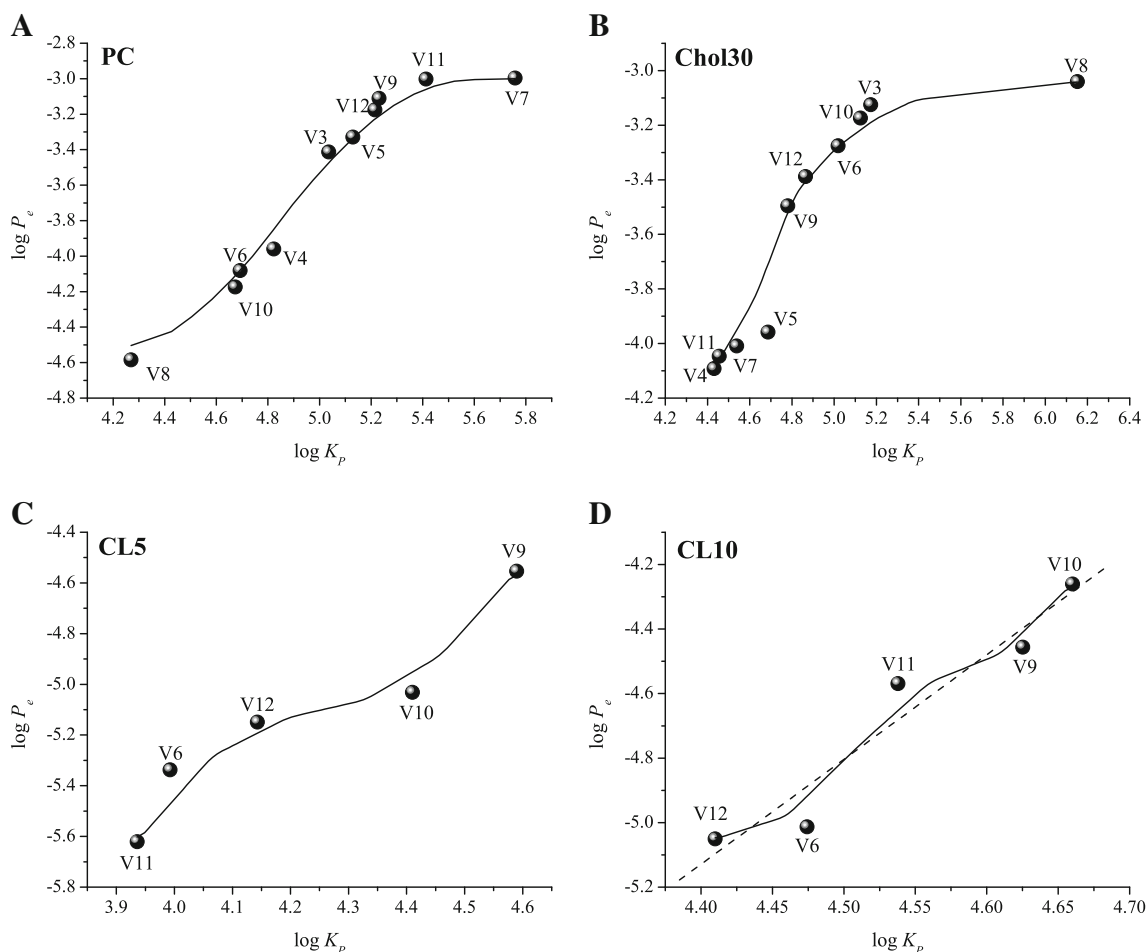 A
PC
-2.8
-3.0
-3.2
-3.4
-3.6
-3.8
-4.0
-4.2
-4.4
-4.6
-4.8
log Pe
V11
V9
V7
V12
V3
V5
V6
V4
V10
V8
4.2 4.4 4.6 4.8 5.0 5.2 5.4 5.6 5.8
log KP
B
Chol30
-3.0
-3.2
-3.4
-3.6
-3.8
-4.0
-4.2
log Pe
V8
V3
V10
V12
V6
V9
V5
V11
V7
V4
4.2 4.4 4.6 4.8 5.0 5.2 5.4 5.6 5.8 6.0 6.2 6.4
log KP
C
CL5
-4.4
-4.6
-4.8
-5.0
-5.2
-5.4
-5.6
-5.8
log Pe
V9
V12
V10
V6
V11
3.9 4.0 4.1 4.2 4.3 4.4 4.5 4.6
log KP
D
CL10
-4.2
-4.4
-4.6
-4.8
-5.0
-5.2
log Pe
V10
V11
V9
V12
V6
4.40 4.45 4.50 4.55 4.60 4.65 4.70
log KP